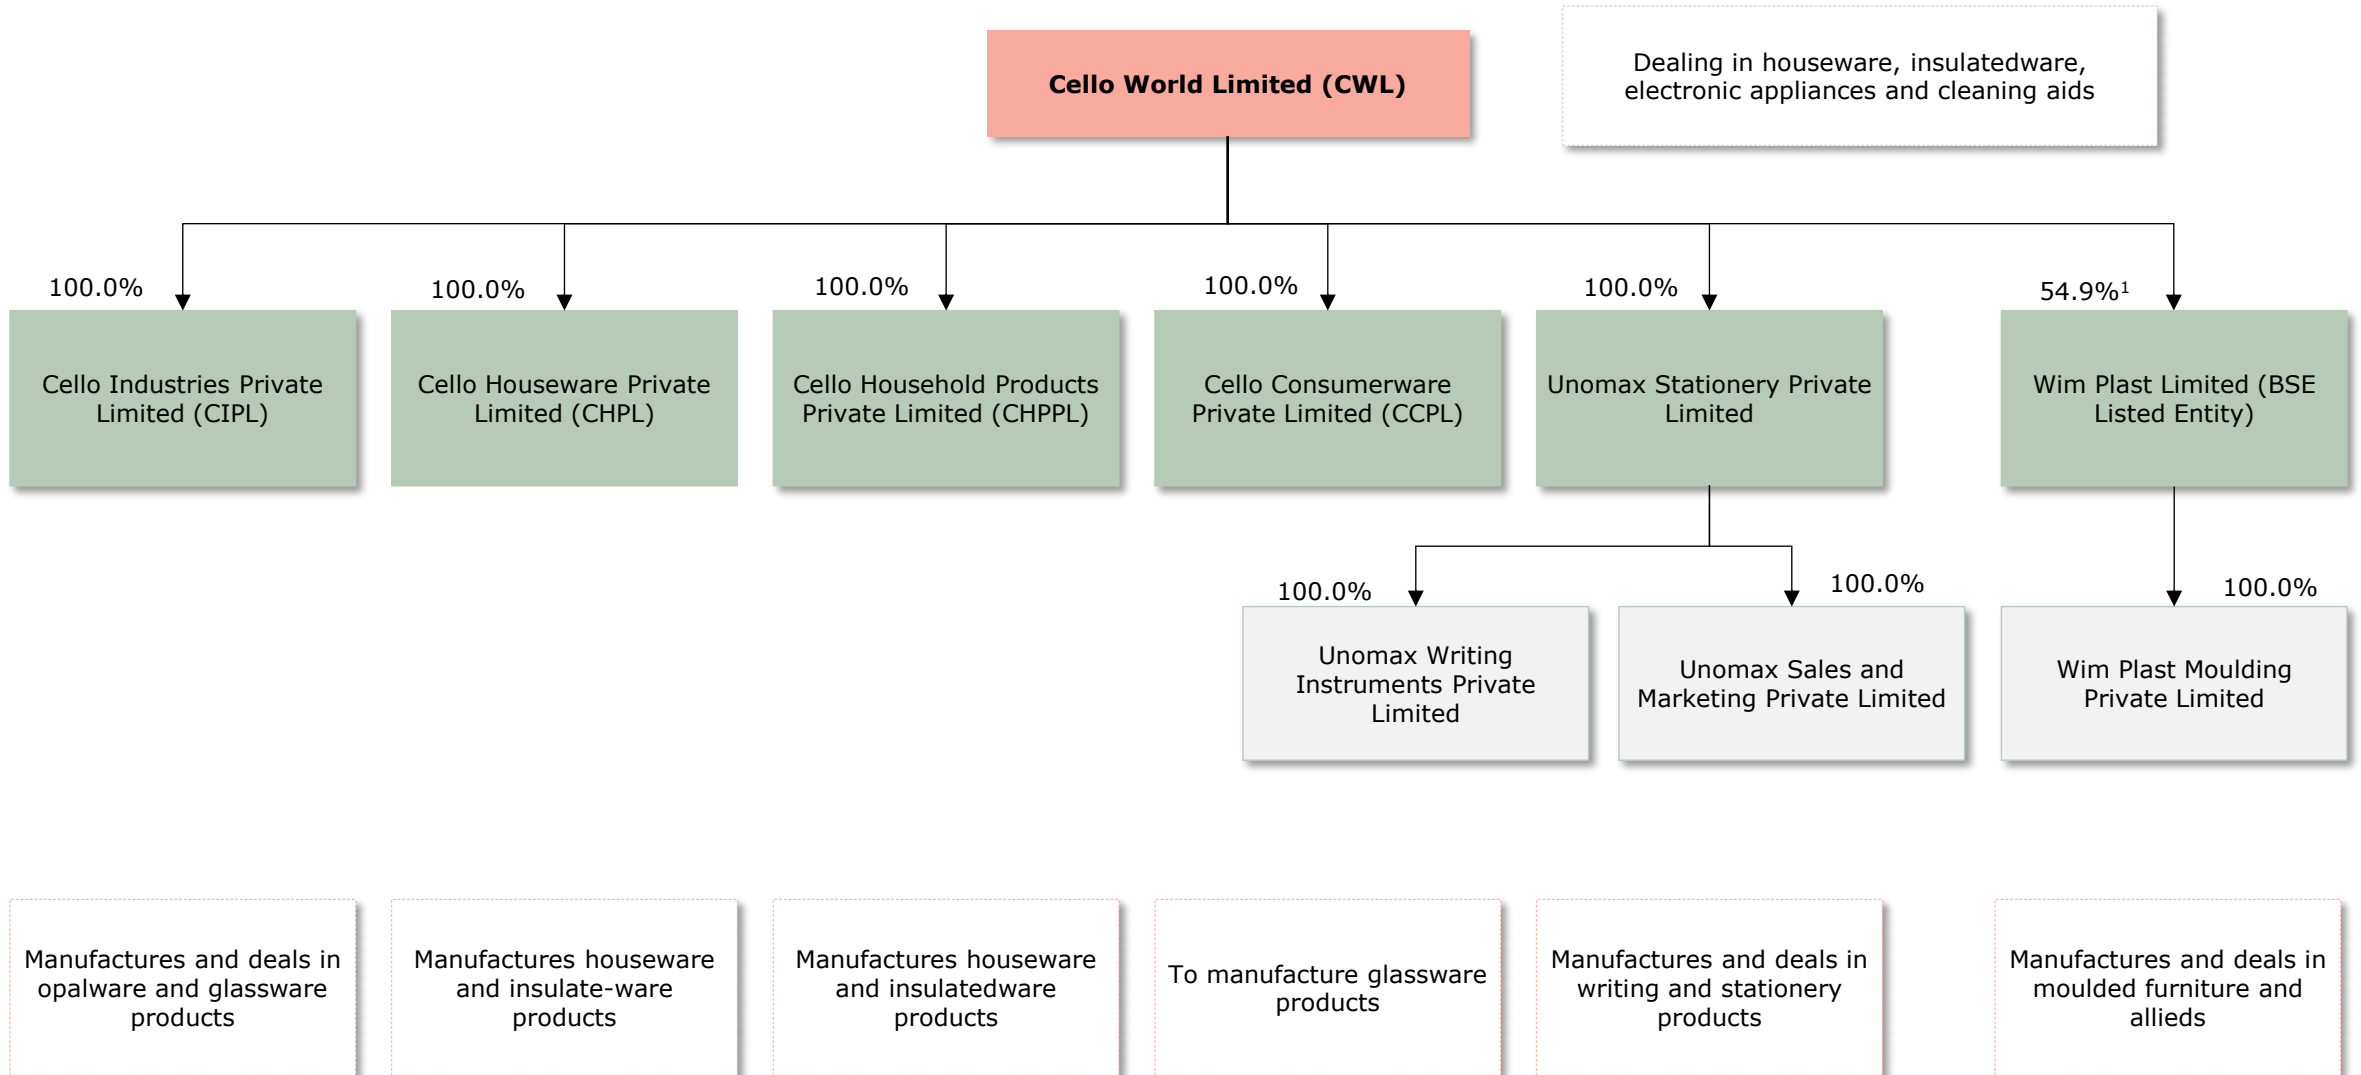 Cello World Limited (CWL)
Dealing in houseware, insulatedware,
electronic appliances and cleaning aids
100.0%
100.0%
100.0%
100.0%
100.0%
54.9%¹
Cello Industries Private
Limited (CIPL)
Cello Houseware Private
Limited (CHPL)
Cello Household Products
Private Limited (CHPPL)
Cello Consumerware
Private Limited (CCPL)
Unomax Stationery Private
Limited
Wim Plast Limited (BSE
Listed Entity)
100.0%
100.0%
100.0%
Unomax Writing
Instruments Private
Limited
Unomax Sales and
Marketing Private Limited
Wim Plast Moulding
Private Limited
Manufactures and deals in
opalware and glassware
products
Manufactures houseware
and insulate-ware
products
Manufactures houseware
and insulatedware
products
To manufacture glassware
products
Manufactures and deals in
writing and stationery
products
Manufactures and deals in
moulded furniture and
allieds